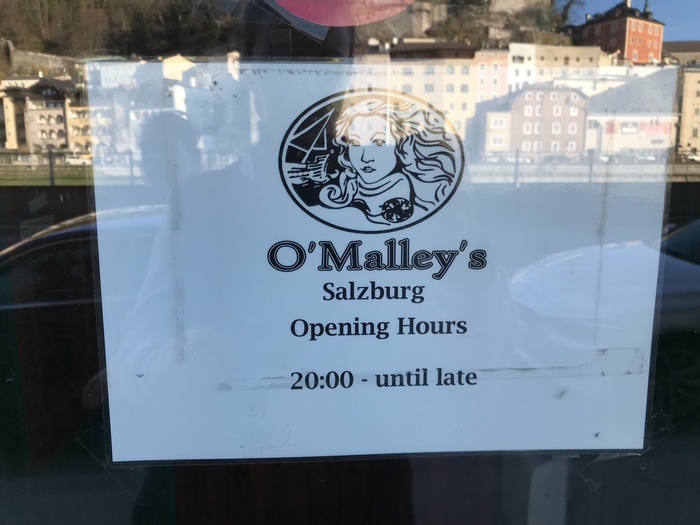 O'Malley's
Salzburg
Opening Hours
20:00 - until late